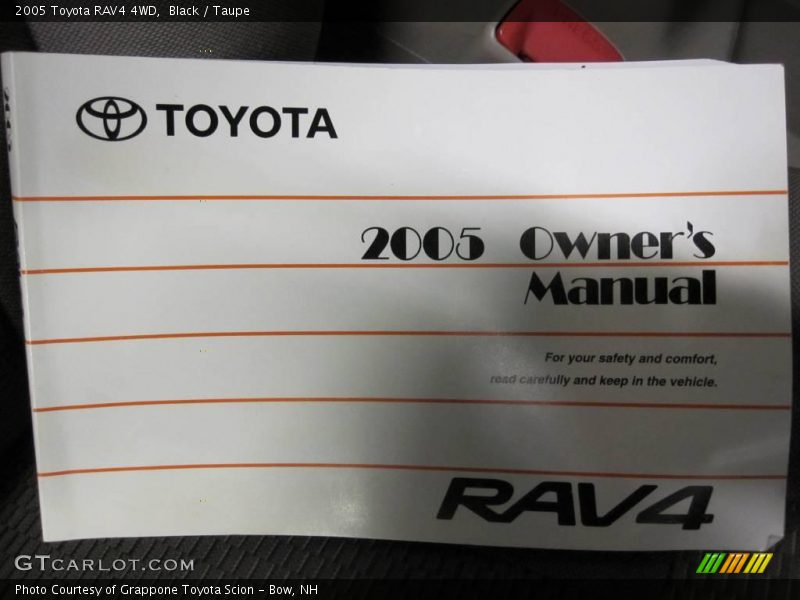 2005 Toyota RAV4 4WD, Black / Taupe
TOYOTA
2005 Owner's
Manual
For your safety and comfort,
read carefully and keep in the vehicle.
RAV4
GTCARLOT.COM
Photo Courtesy of Grappone Toyota Scion - Bow, NH